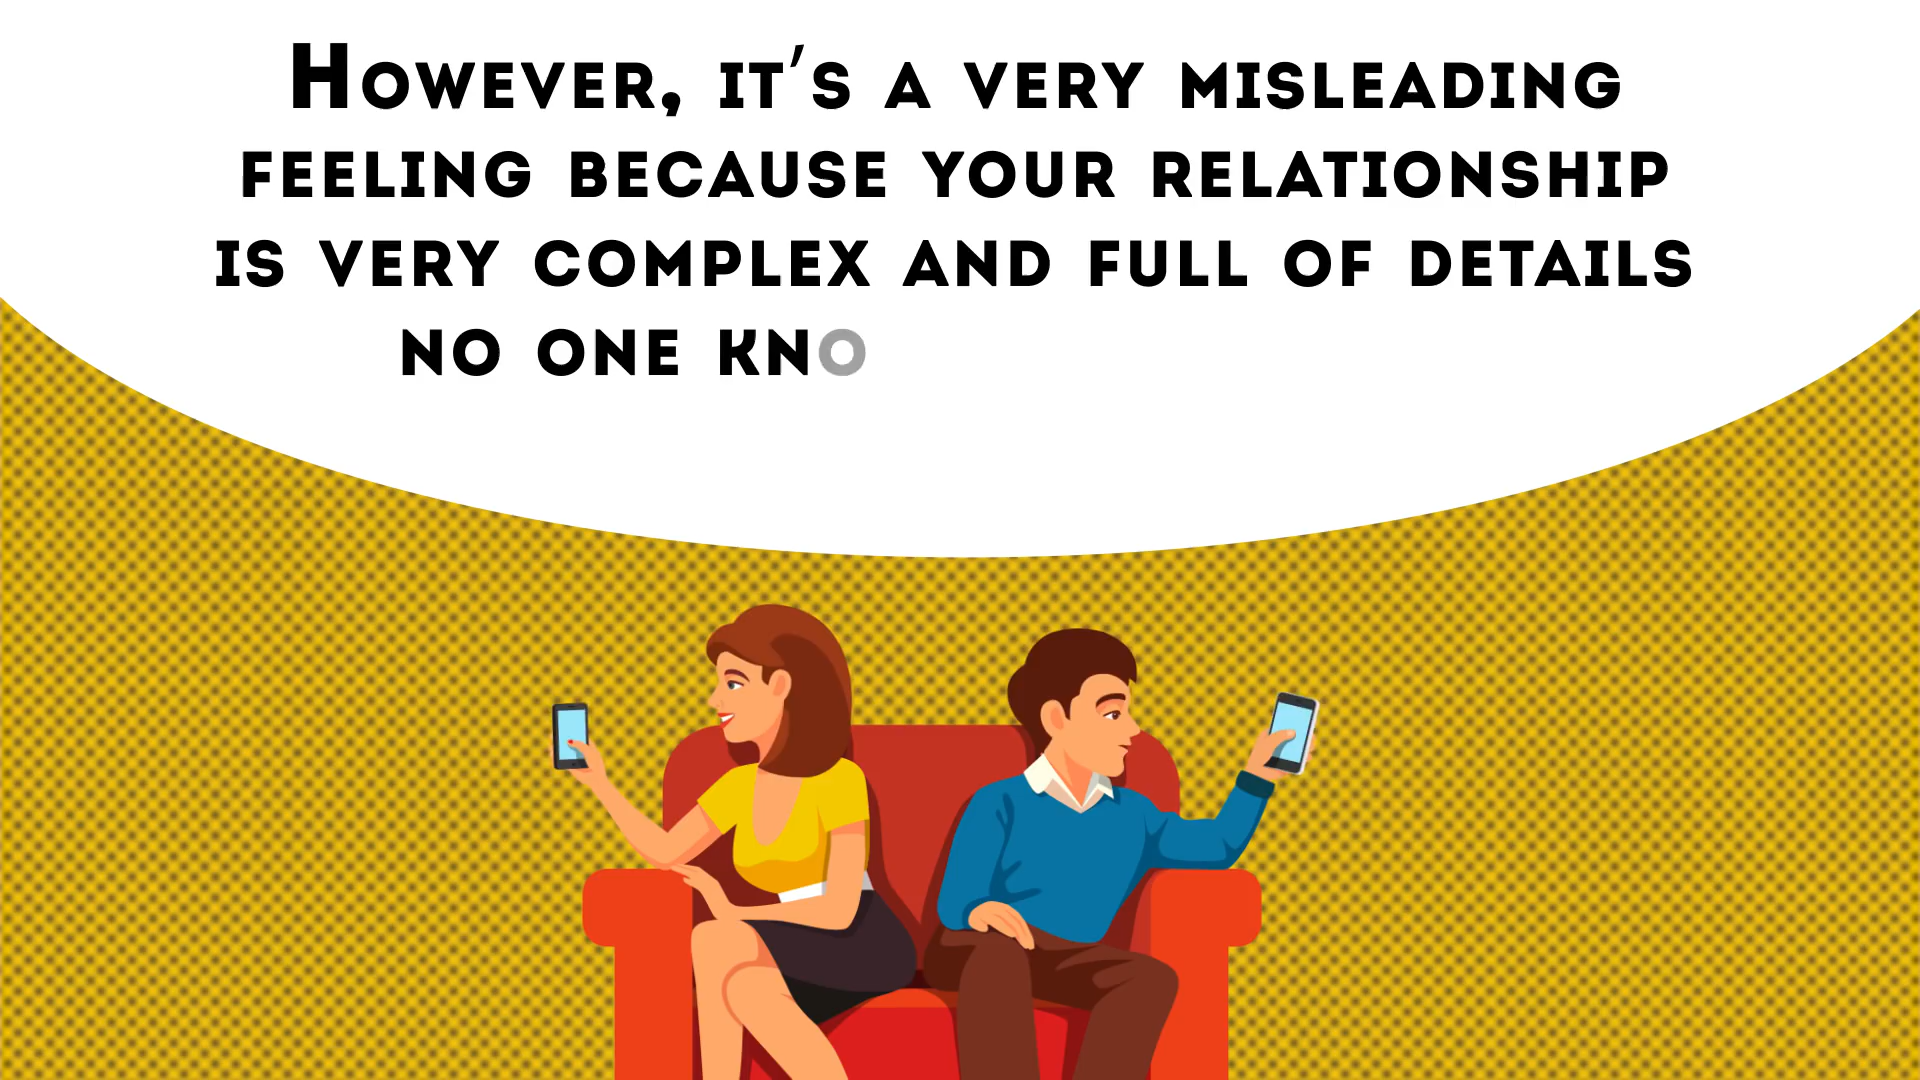 However, it's a very misleading
feeling because your relationship
is very complex and full of details
no one kno